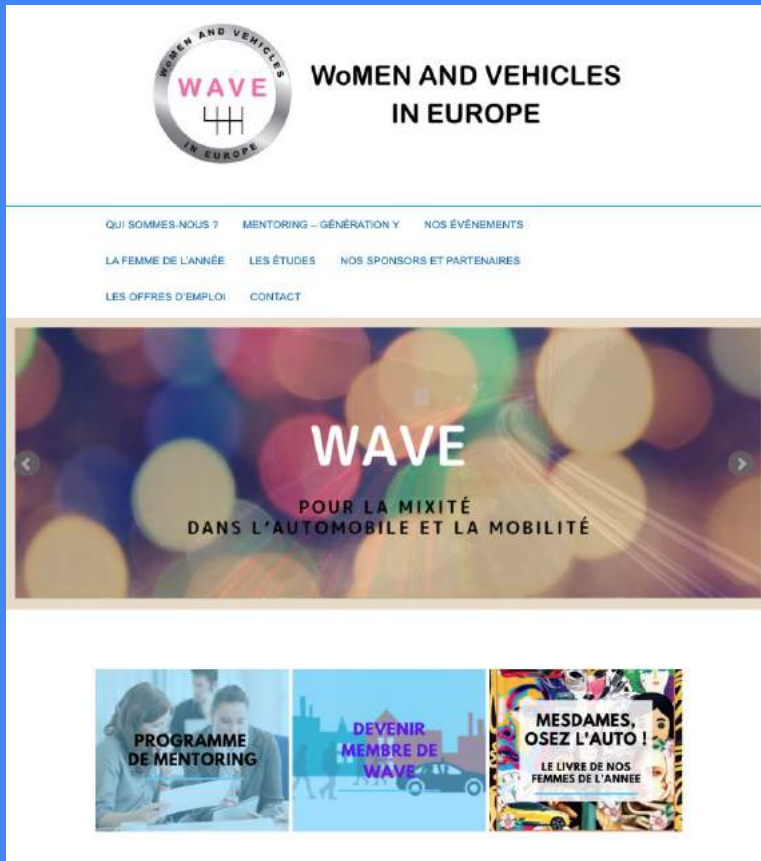 WoMEN AND VEHICLES
WAVE
IN EUROPE
WoMEN AND VEHICLES
IN EUROPE
QUI SOMMES-NOUS ? MENTORING – GÉNÉRATION Y NOS ÉVÉNEMENTS
LA FEMME DE L'ANNÉE LES ÉTUDES NOS SPONSORS ET PARTENAIRES
LES OFFRES D'EMPLOI CONTACT
WAVE
POUR LA MIXITÉ
DANS L'AUTOMOBILE ET LA MOBILITÉ
PROGRAMME
DE MENTORING
DEVENIR
MEMBRE DE
WAVE
MESDAMES,
OSEZ L'AUTO !
LE LIVRE DE NOS
FEMMES DE L'ANNEE